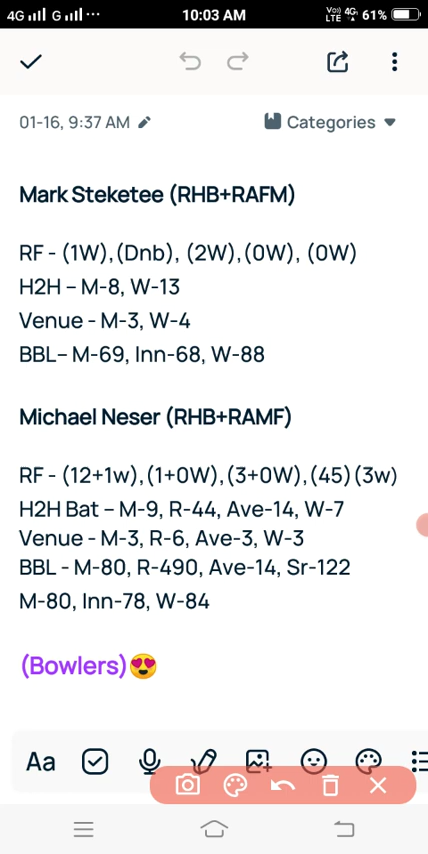 4G G ... 10:03 AM Vo)) LTE 4G 61%
01-16, 9:37 AM Categories
Mark Steketee (RHB+RAFM)
RF - (1W),(Dnb), (2W),(0W), (0W)
H2H – M-8, W-13
Venue - M-3, W-4
BBL– M-69, Inn-68, W-88
Michael Neser (RHB+RAMF)
RF - (12+1w),(1+0W),(3+0W),(45)(3w)
H2H Bat – M-9, R-44, Ave-14, W-7
Venue - M-3, R-6, Ave-3, W-3
BBL - M-80, R-490, Ave-14, Sr-122
M-80, Inn-78, W-84
(Bowlers)😍
Aa